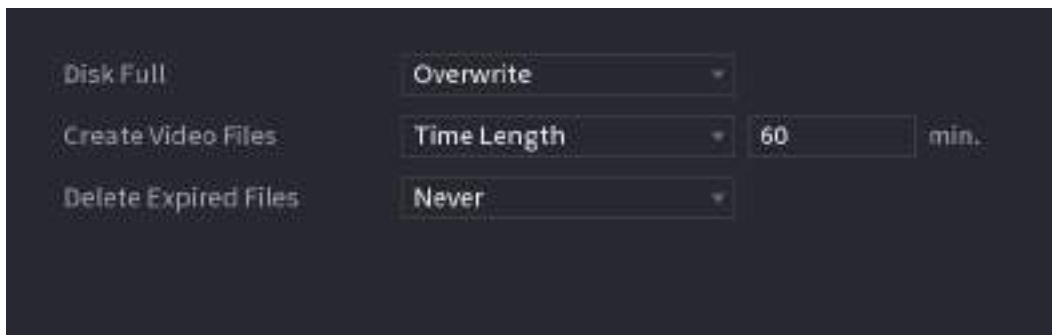 Disk Full Overwrite
Create Video Files Time Length 60 min.
Delete Expired Files Never